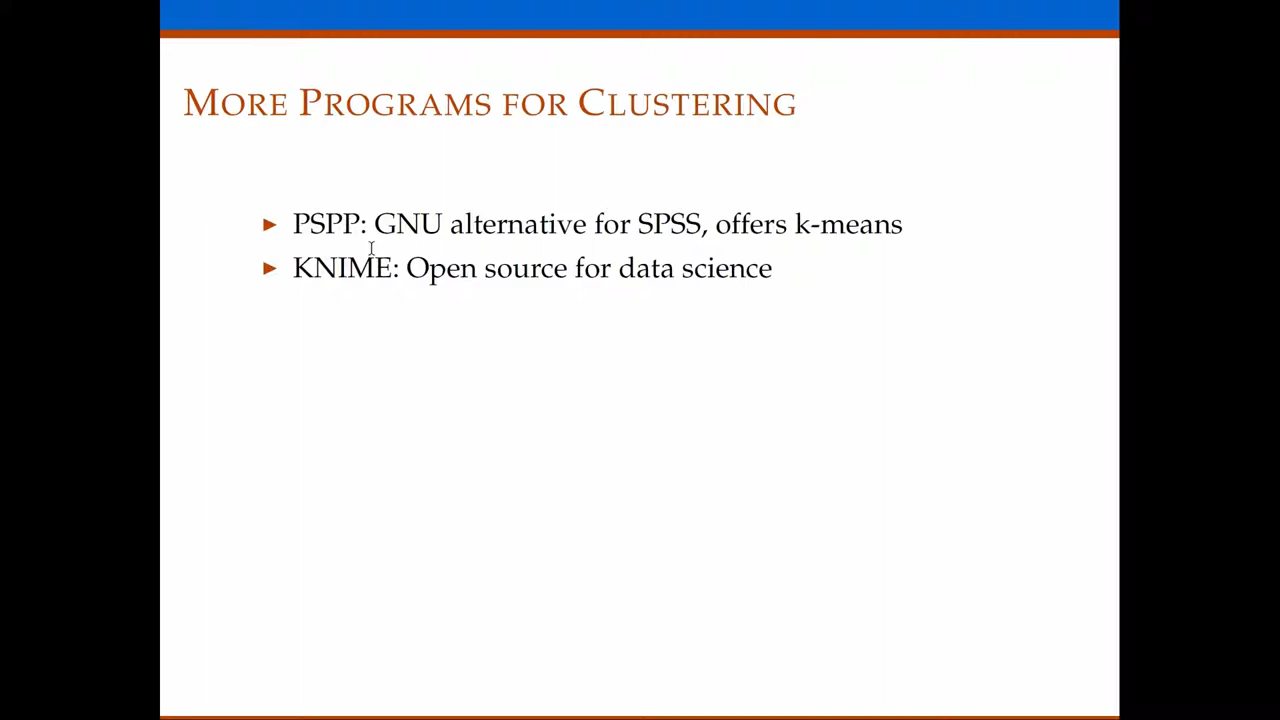 MORE PROGRAMS FOR CLUSTERING
PSPP: GNU alternative for SPSS, offers k-means
KNIME: Open source for data science